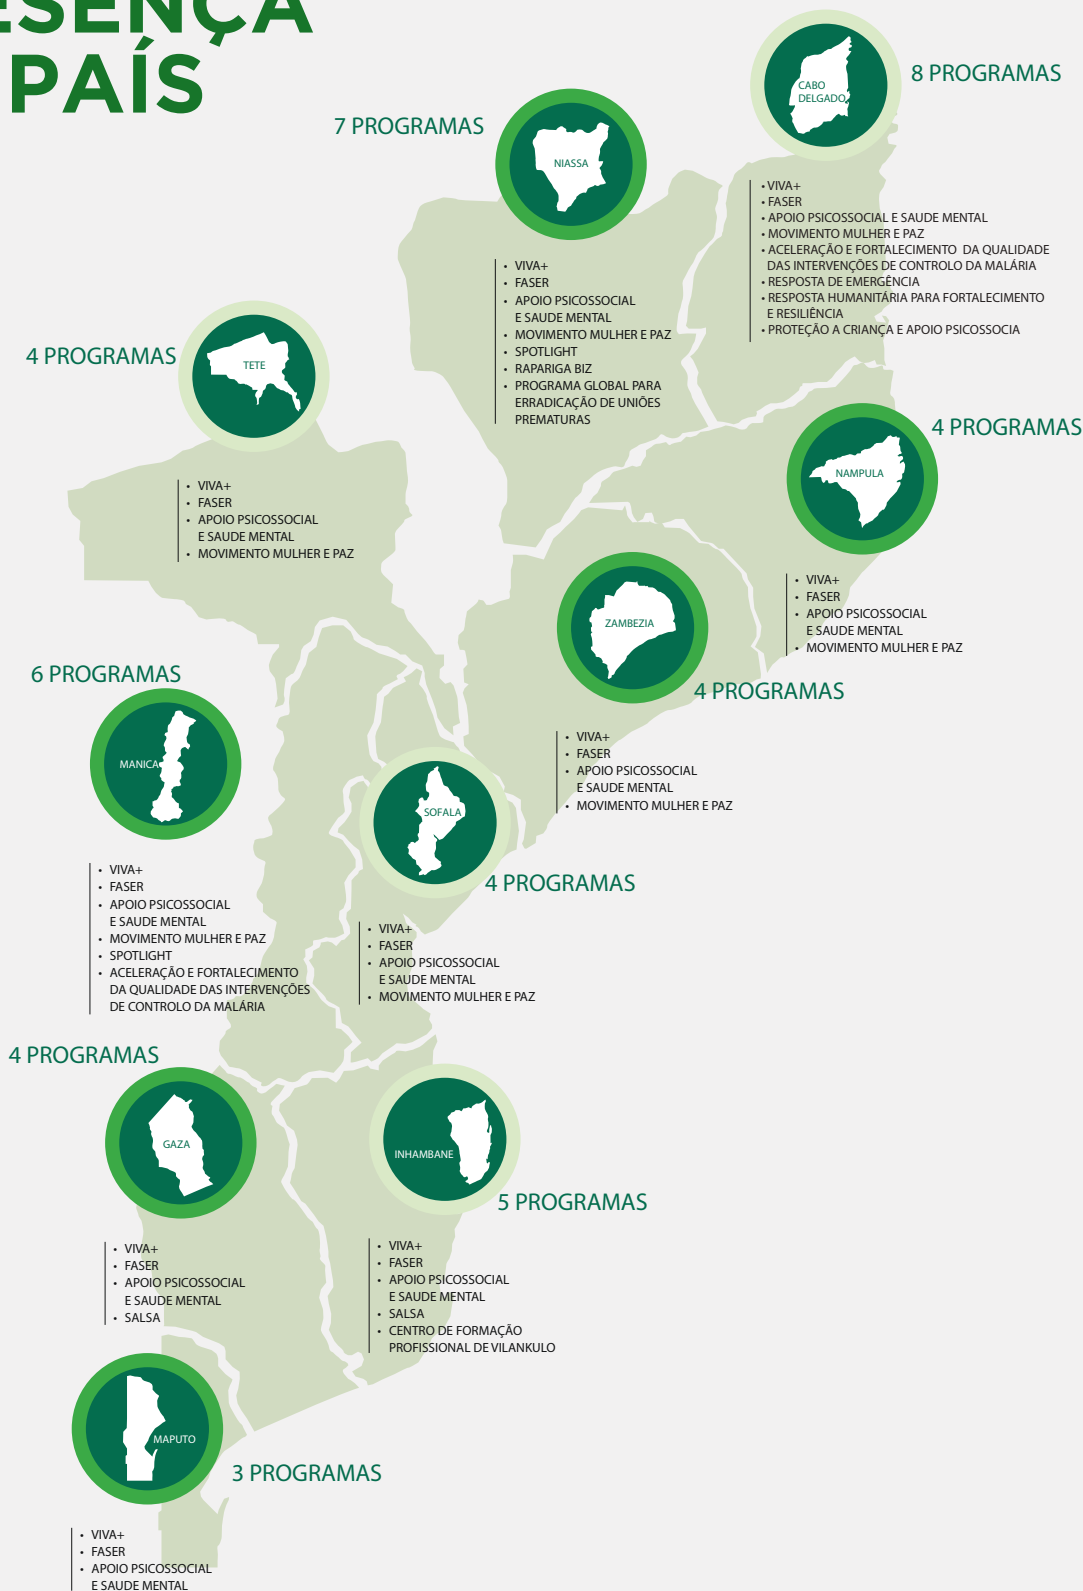 ESENÇA
PAÍS
8 PROGRAMAS
CABO
DELGADO
• VIVA+
• FASER
• APOIO PSICOSSOCIAL E SAUDE MENTAL
• MOVIMENTO MULHER E PAZ
• ACELERAÇÃO E FORTALECIMENTO DA QUALIDADE
DAS INTERVENÇÕES DE CONTROLO DA MALÁRIA
• RESPOSTA DE EMERGÊNCIA
• RESPOSTA HUMANITÁRIA PARA FORTALECIMENTO
E RESILIÊNCIA
• PROTEÇÃO A CRIANÇA E APOIO PSICOSSOCIA
7 PROGRAMAS
NIASSA
• VIVA+
• FASER
• APOIO PSICOSSOCIAL
E SAUDE MENTAL
• MOVIMENTO MULHER E PAZ
• SPOTLIGHT
• RAPARIGA BIZ
• PROGRAMA GLOBAL PARA
ERRADICAÇÃO DE UNIÕES
PREMATURAS
4 PROGRAMAS
TETE
• VIVA+
• FASER
• APOIO PSICOSSOCIAL
E SAUDE MENTAL
• MOVIMENTO MULHER E PAZ
4 PROGRAMAS
NAMPULA
• VIVA+
• FASER
• APOIO PSICOSSOCIAL
E SAUDE MENTAL
• MOVIMENTO MULHER E PAZ
ZAMBEZIA
4 PROGRAMAS
• VIVA+
• FASER
• APOIO PSICOSSOCIAL
E SAUDE MENTAL
• MOVIMENTO MULHER E PAZ
6 PROGRAMAS
MANICA
• VIVA+
• FASER
• APOIO PSICOSSOCIAL
E SAUDE MENTAL
• MOVIMENTO MULHER E PAZ
• SPOTLIGHT
• ACELERAÇÃO E FORTALECIMENTO
DA QUALIDADE DAS INTERVENÇÕES
DE CONTROLO DA MALÁRIA
SOFALA
4 PROGRAMAS
• VIVA+
• FASER
• APOIO PSICOSSOCIAL
E SAUDE MENTAL
• MOVIMENTO MULHER E PAZ
4 PROGRAMAS
GAZA
• VIVA+
• FASER
• APOIO PSICOSSOCIAL
E SAUDE MENTAL
• SALSA
INHAMBANE
5 PROGRAMAS
• VIVA+
• FASER
• APOIO PSICOSSOCIAL
E SAUDE MENTAL
• SALSA
• CENTRO DE FORMAÇÃO
PROFISSIONAL DE VILANKULO
MAPUTO
3 PROGRAMAS
• VIVA+
• FASER
• APOIO PSICOSSOCIAL
E SAUDE MENTAL